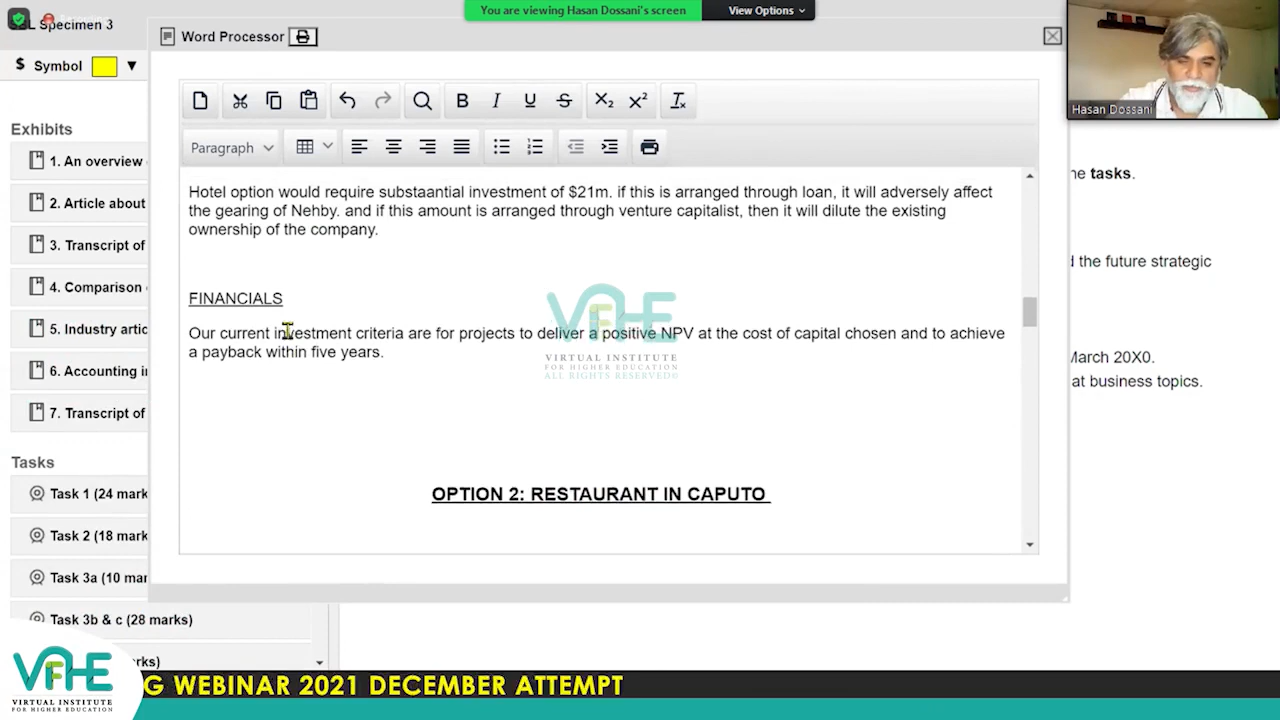 You are viewing Hasan Dossani's screen
View Options
L Specimen 3
Word Processor
$ Symbol
Hasan Dossani
Paragraph
Exhibits
1. An overview
2. Article about
3. Transcript of
4. Comparison
5. Industry artic
6. Accounting in
7. Transcript of
Tasks
Task 1 (24 mark
Task 2 (18 mark
Task 3a (10 mar
Task 3b & c (28 marks)
ks)
Hotel option would require substaantial investment of $21m. if this is arranged through loan, it will adversely affect
the gearing of Nehby. and if this amount is arranged through venture capitalist, then it will dilute the existing
ownership of the company.
FINANCIALS
Our current investment criteria are for projects to deliver a positive NPV at the cost of capital chosen and to achieve
a payback within five years.
OPTION 2: RESTAURANT IN CAPUTO
VIFHE
VIRTUAL INSTITUTE
FOR HIGHER EDUCATION
ALL RIGHTS RESERVED©
ne tasks.
d the future strategic
March 20X0.
at business topics.
VIFHE
VIRTUAL INSTITUTE
FOR HIGHER EDUCATION
G WEBINAR 2021 DECEMBER ATTEMPT